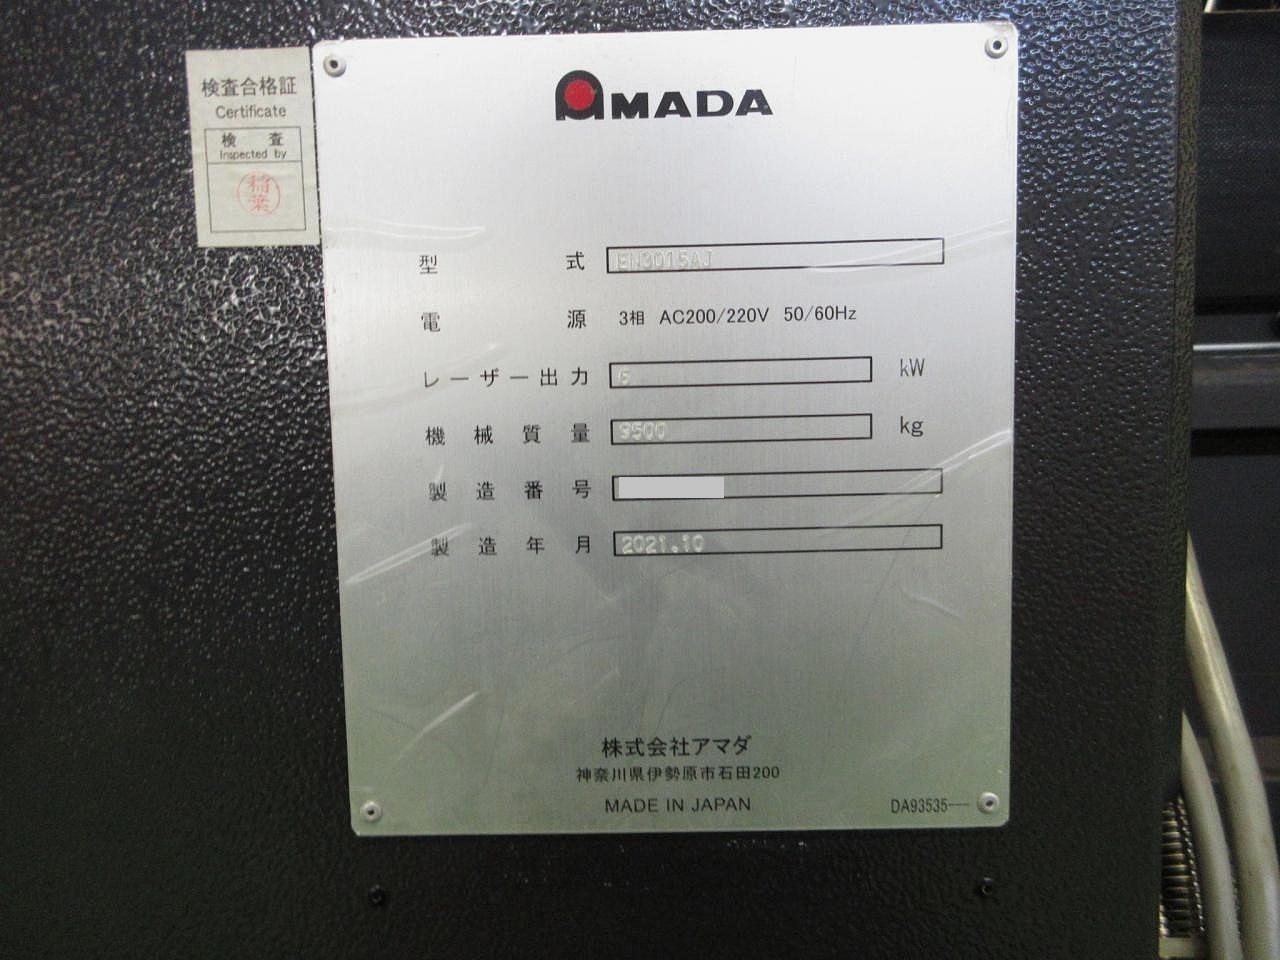 検査合格証
Certificate
検査
Inspected by
稲葉
AMADA
型式 EN3015AJ
電源 3相 AC200/220V 50/60Hz
レーザー出力 6 kW
機械質量 9500 kg
製造番号
製造年月 2021.10
株式会社アマダ
神奈川県伊勢原市石田200
MADE IN JAPAN
DA93535---